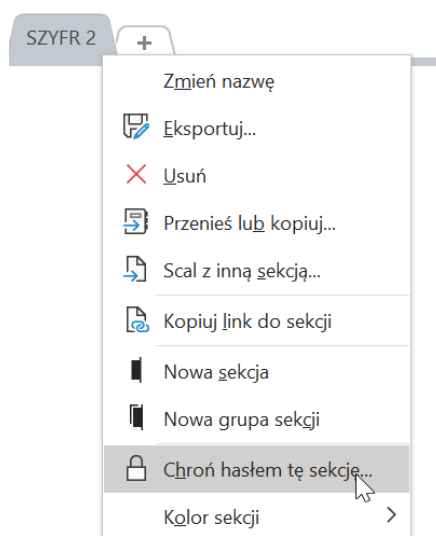 SZYFR 2
+
Zmień nazwę
Eksportuj...
Usuń
Przenieś lub kopiuj...
Scal z inną sekcją...
Kopiuj link do sekcji
Nowa sekcja
Nowa grupa sekcji
Chroń hasłem tę sekcję...
Kolor sekcji